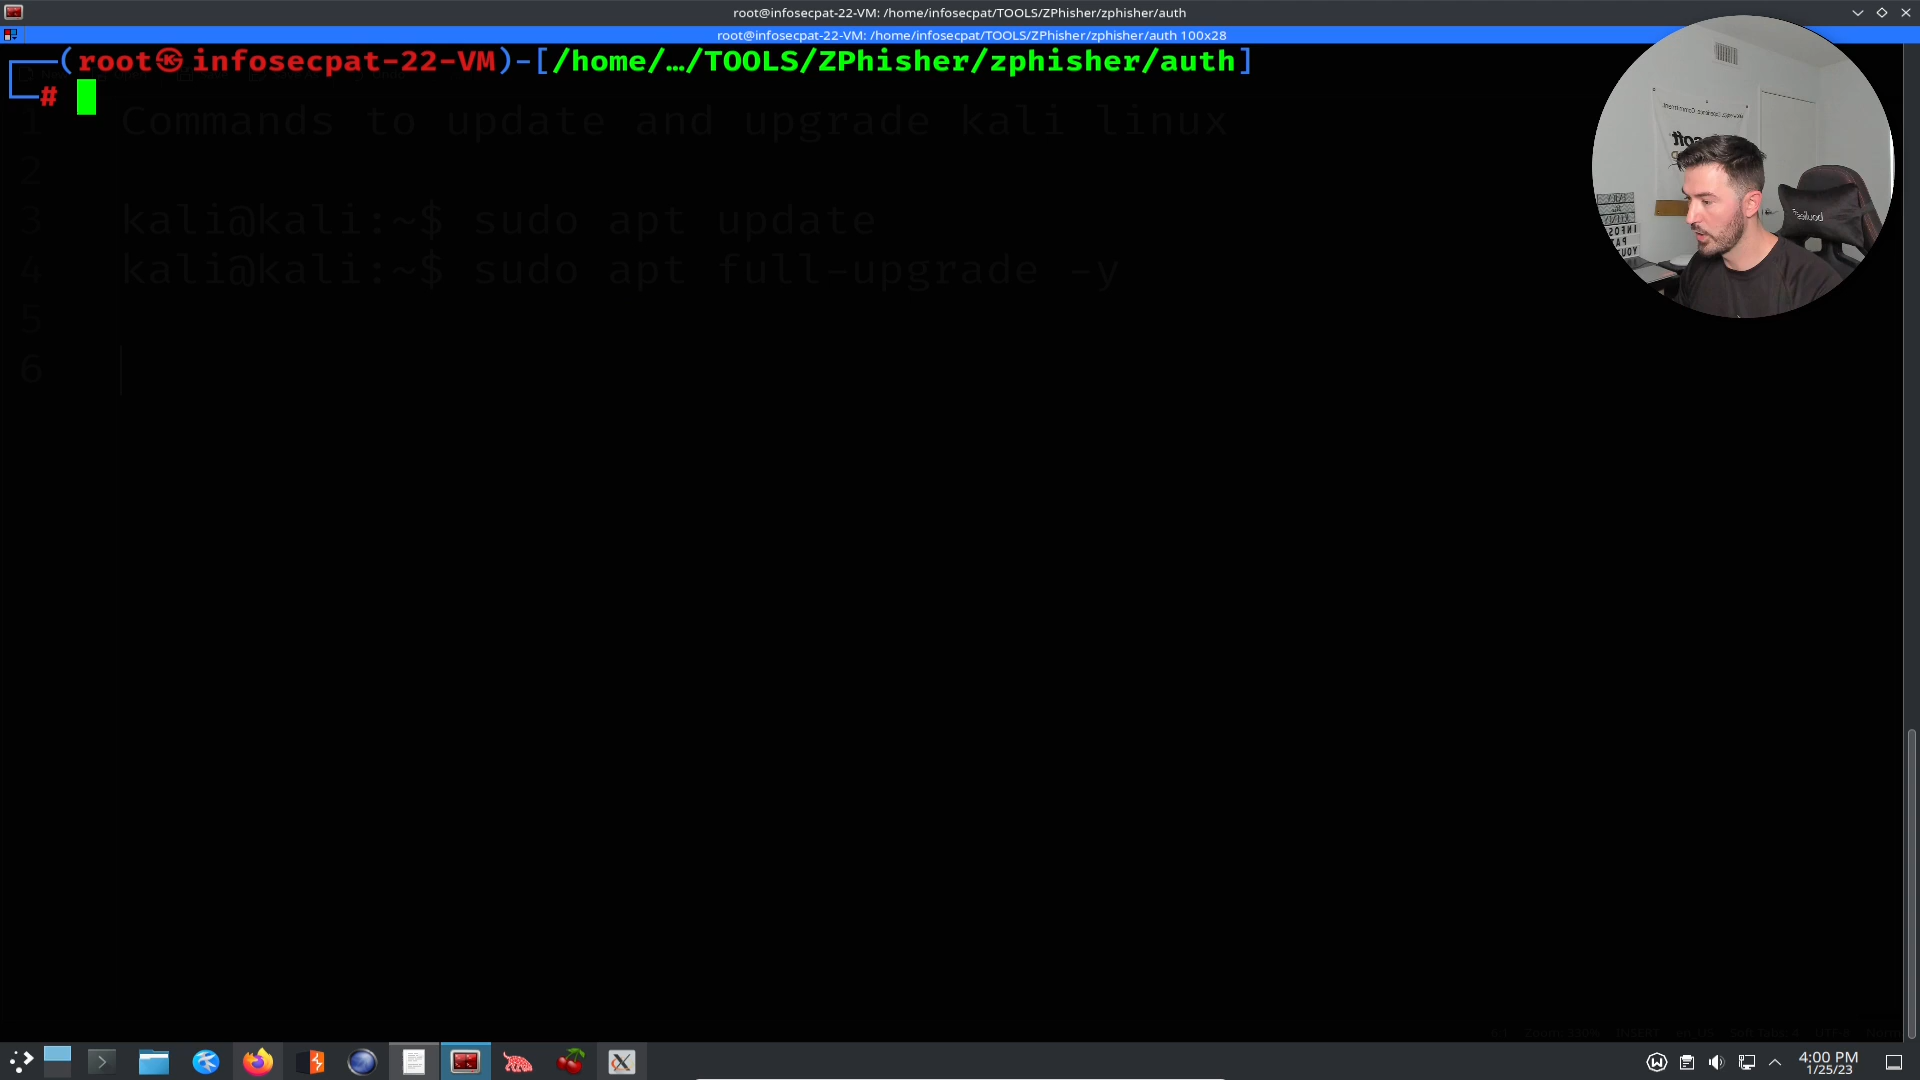 root@infosecpat-22-VM: /home/infosecpat/TOOLS/ZPhisher/zphisher/auth
root@infosecpat-22-VM: /home/infosecpat/TOOLS/ZPhisher/zphisher/auth 100x28
(root㉿infosecpat-22-VM)-[/home/…/TOOLS/ZPhisher/zphisher/auth]
#
1 Commands to update and upgrade kali linux
2
3 kali@kali:~$ sudo apt update
4 kali@kali:~$ sudo apt full-upgrade -y
5
6
4:00 PM
1/25/23